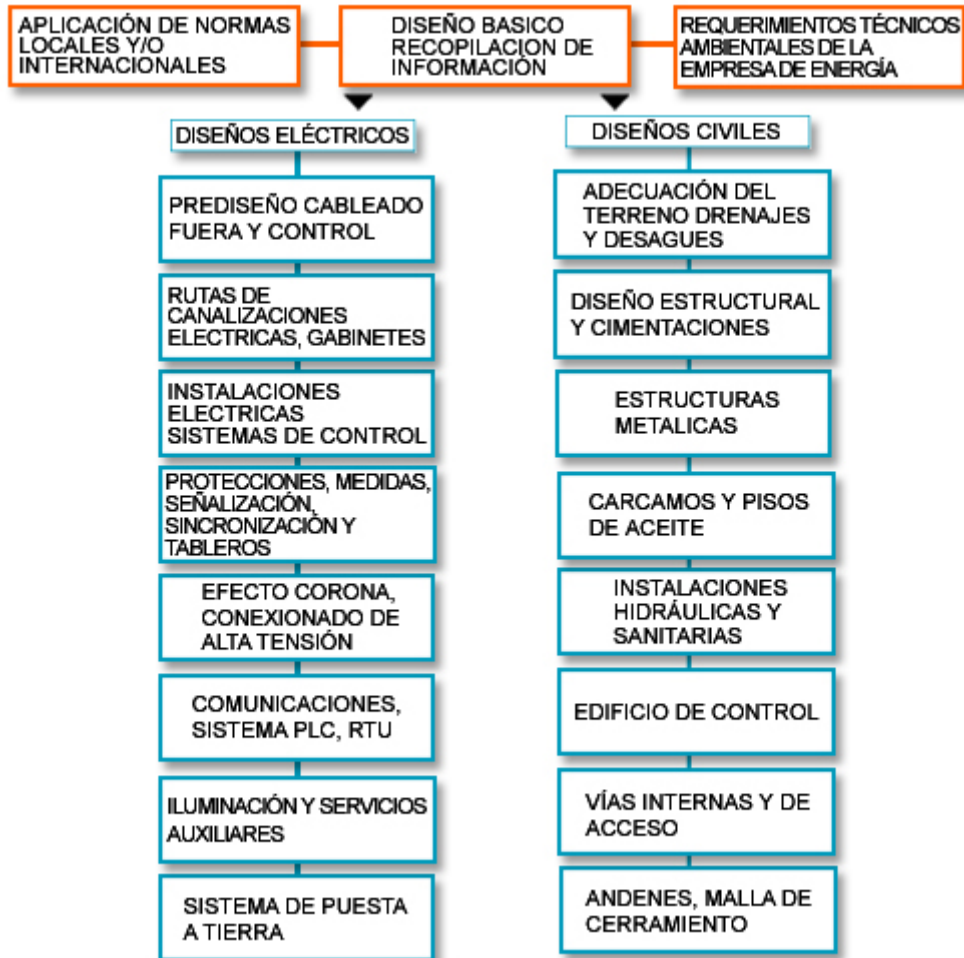 APLICACIÓN DE NORMAS
LOCALES Y/O
INTERNACIONALES
DISEÑO BASICO
RECOPILACION DE
INFORMACIÓN
REQUERIMIENTOS TÉCNICOS
AMBIENTALES DE LA
EMPRESA DE ENERGÍA
DISEÑOS ELÉCTRICOS
PREDISEÑO CABLEADO
FUERA Y CONTROL
RUTAS DE
CANALIZACIONES
ELECTRICAS, GABINETES
INSTALACIONES
ELECTRICAS
SISTEMAS DE CONTROL
PROTECCIONES, MEDIDAS,
SEÑALIZACIÓN,
SINCRONIZACIÓN Y
TABLEROS
EFECTO CORONA,
CONEXIONADO DE
ALTA TENSIÓN
COMUNICACIONES,
SISTEMA PLC, RTU
ILUMINACIÓN Y SERVICIOS
AUXILIARES
SISTEMA DE PUESTA
A TIERRA
DISEÑOS CIVILES
ADECUACIÓN DEL
TERRENO DRENAJES
Y DESAGUES
DISEÑO ESTRUCTURAL
Y CIMENTACIONES
ESTRUCTURAS
METALICAS
CARCAMOS Y PISOS
DE ACEITE
INSTALACIONES
HIDRÁULICAS Y
SANITARIAS
EDIFICIO DE CONTROL
VÍAS INTERNAS Y DE
ACCESO
ANDENES, MALLA DE
CERRAMIENTO